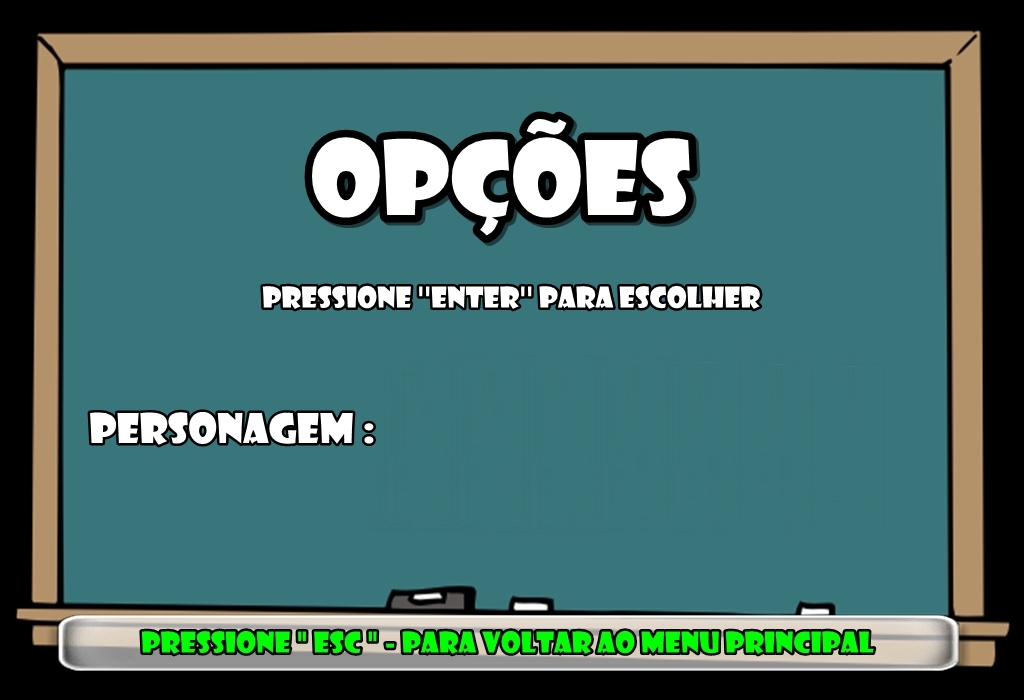 OPÇÕES
PRESSIONE "ENTER" PARA ESCOLHER
PERSONAGEM :
PRESSIONE " ESC " - PARA VOLTAR AO MENU PRINCIPAL